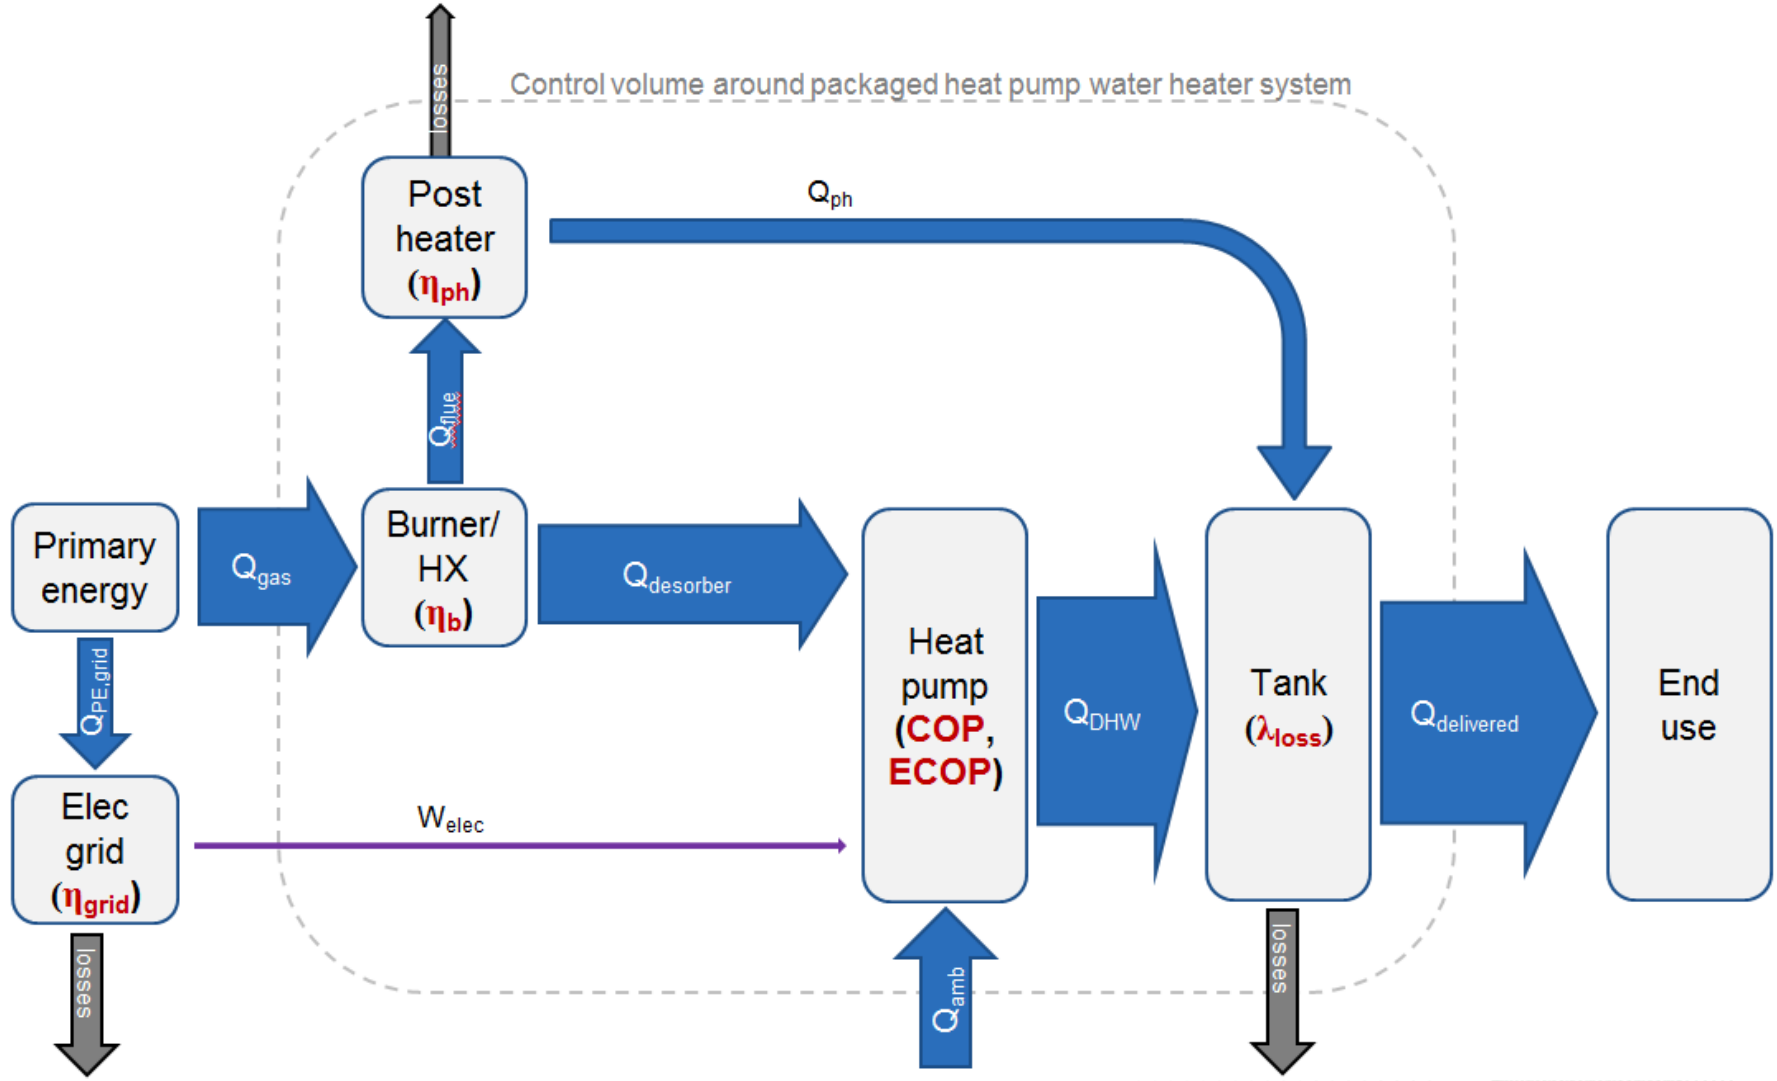 losses
Control volume around packaged heat pump water heater system
Post
heater
(ηph)
Qph
Qflue
Primary
energy
Qgas
Burner/
HX
(ηb)
Qdesorber
QPE,grid
Heat
pump
(COP,
ECOP)
QDHW
Tank
(λloss)
Qdelivered
End
use
Elec
grid
(ηgrid)
Welec
losses
Qamb
losses